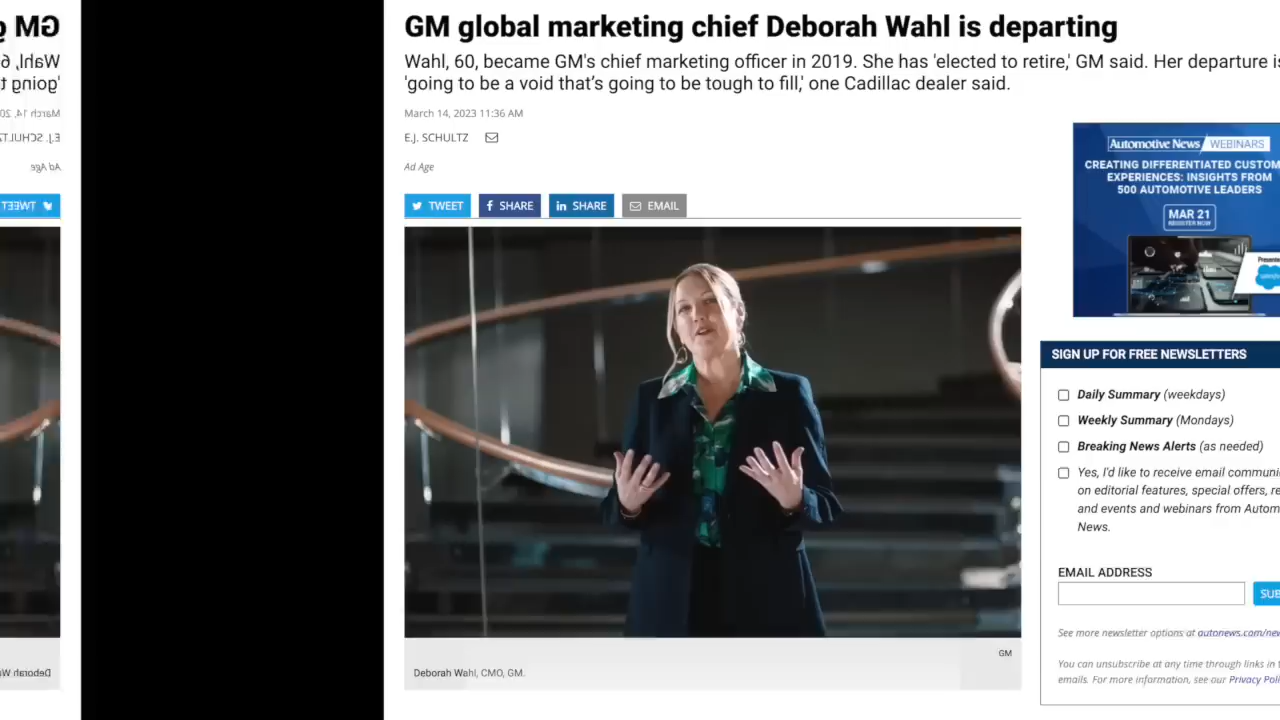 GM global marketing chief Deborah Wahl is departing
Wahl, 60, became GM's chief marketing officer in 2019. She has 'elected to retire,' GM said. Her departure is
'going to be a void that's going to be tough to fill,' one Cadillac dealer said.
March 14, 2023 11:36 AM
E.J. SCHULTZ
Ad Age
TWEET
SHARE
SHARE
EMAIL
GM
Deborah Wahl, CMO, GM.
Automotive News WEBINARS
CREATING DIFFERENTIATED CUSTOM
EXPERIENCES: INSIGHTS FROM
500 AUTOMOTIVE LEADERS
MAR 21
REGISTER NOW
Presente
SIGN UP FOR FREE NEWSLETTERS
Daily Summary (weekdays)
Weekly Summary (Mondays)
Breaking News Alerts (as needed)
Yes, I'd like to receive email communi
on editorial features, special offers, re
and events and webinars from Autom
News.
EMAIL ADDRESS
SUB
See more newsletter options at autonews.com/new
You can unsubscribe at any time through links in t
emails. For more information, see our Privacy Poli